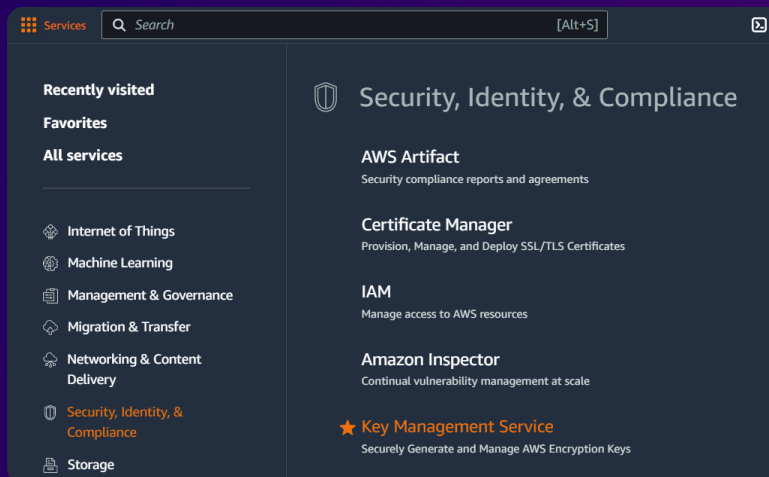 Services
Search
[Alt+S]
Recently visited
Favorites
All services
Internet of Things
Machine Learning
Management & Governance
Migration & Transfer
Networking & Content
Delivery
Security, Identity, &
Compliance
Storage
Security, Identity, & Compliance
AWS Artifact
Security compliance reports and agreements
Certificate Manager
Provision, Manage, and Deploy SSL/TLS Certificates
IAM
Manage access to AWS resources
Amazon Inspector
Continual vulnerability management at scale
Key Management Service
Securely Generate and Manage AWS Encryption Keys